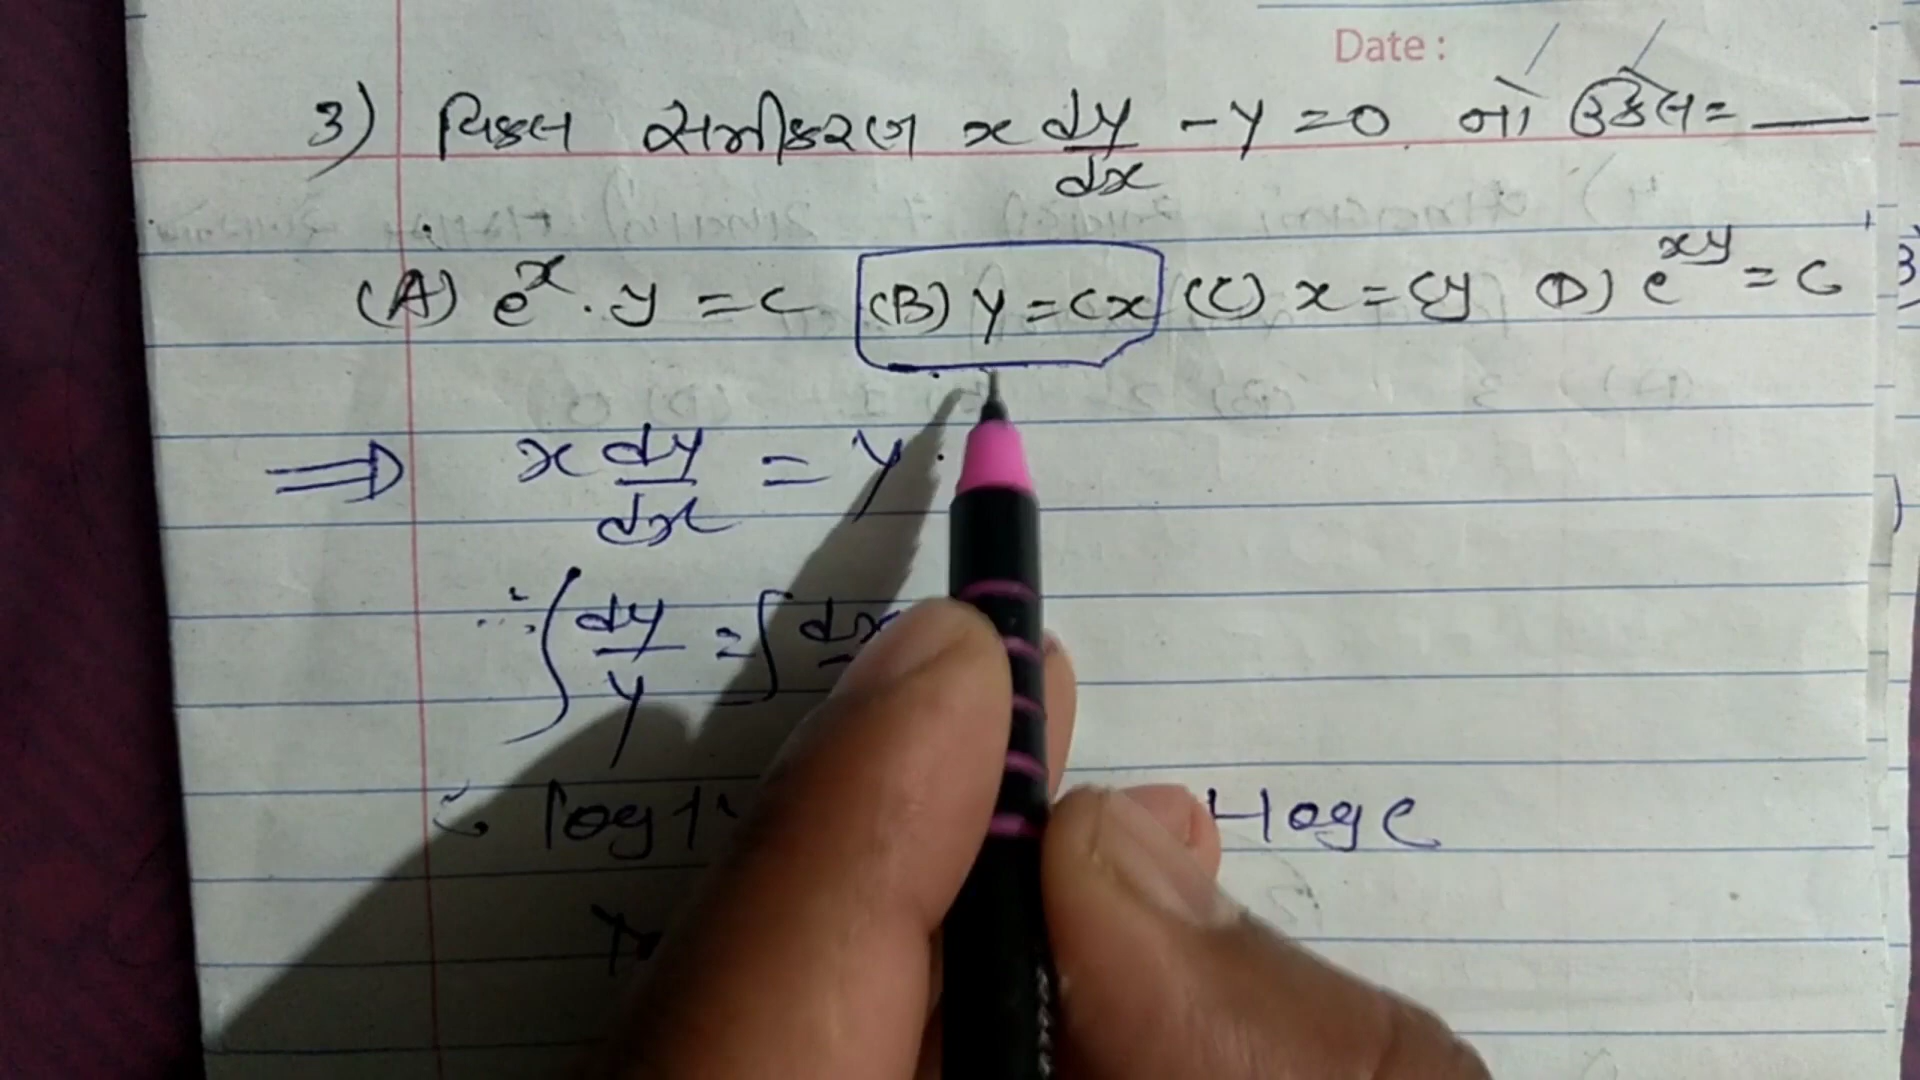 Date: / /
3) વિકલ સમીકરણ x dy/dx - y = 0 નો ઉકેલ = ___
(A) e^x . y = c (B) y = cx (C) x = cy (D) e^xy = c
⇒ x dy/dx = y
∴ ∫ dy/y = ∫ dx
log y + log c